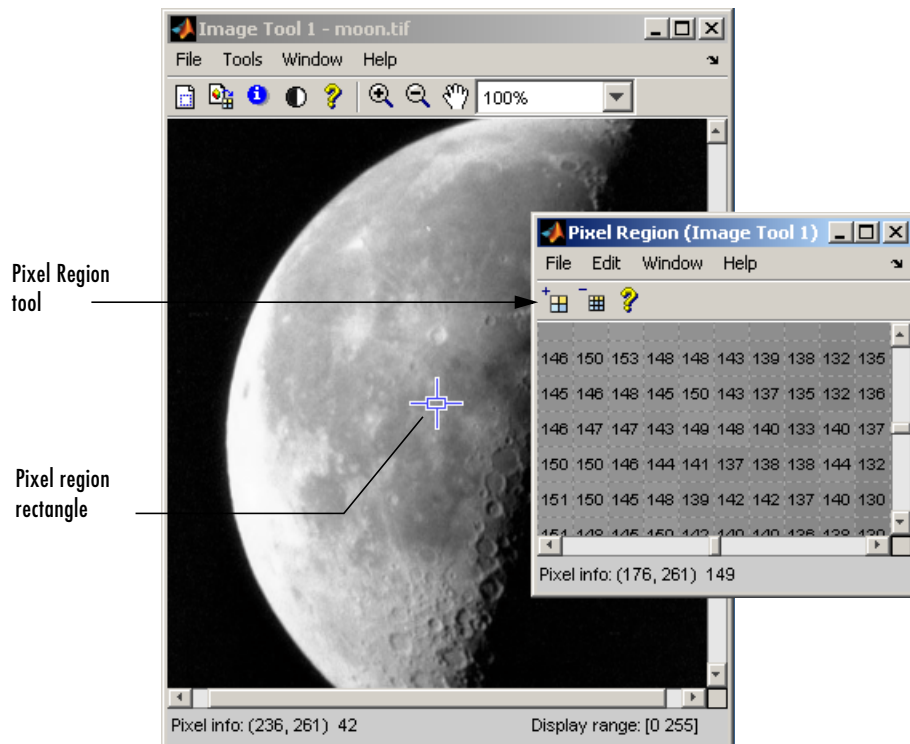 Image Tool 1 - moon.tif
File Tools Window Help
100%
Pixel Region (Image Tool 1)
File Edit Window Help
Pixel Region
tool
146 150 153 148 148 143 139 138 132 135
145 146 148 145 150 143 137 135 132 136
146 147 147 143 149 148 140 133 140 137
150 150 146 144 141 137 138 138 144 132
151 150 145 148 139 142 142 137 140 130
Pixel region
rectangle
Pixel info: (176, 261) 149
Pixel info: (236, 261) 42
Display range: [0 255]